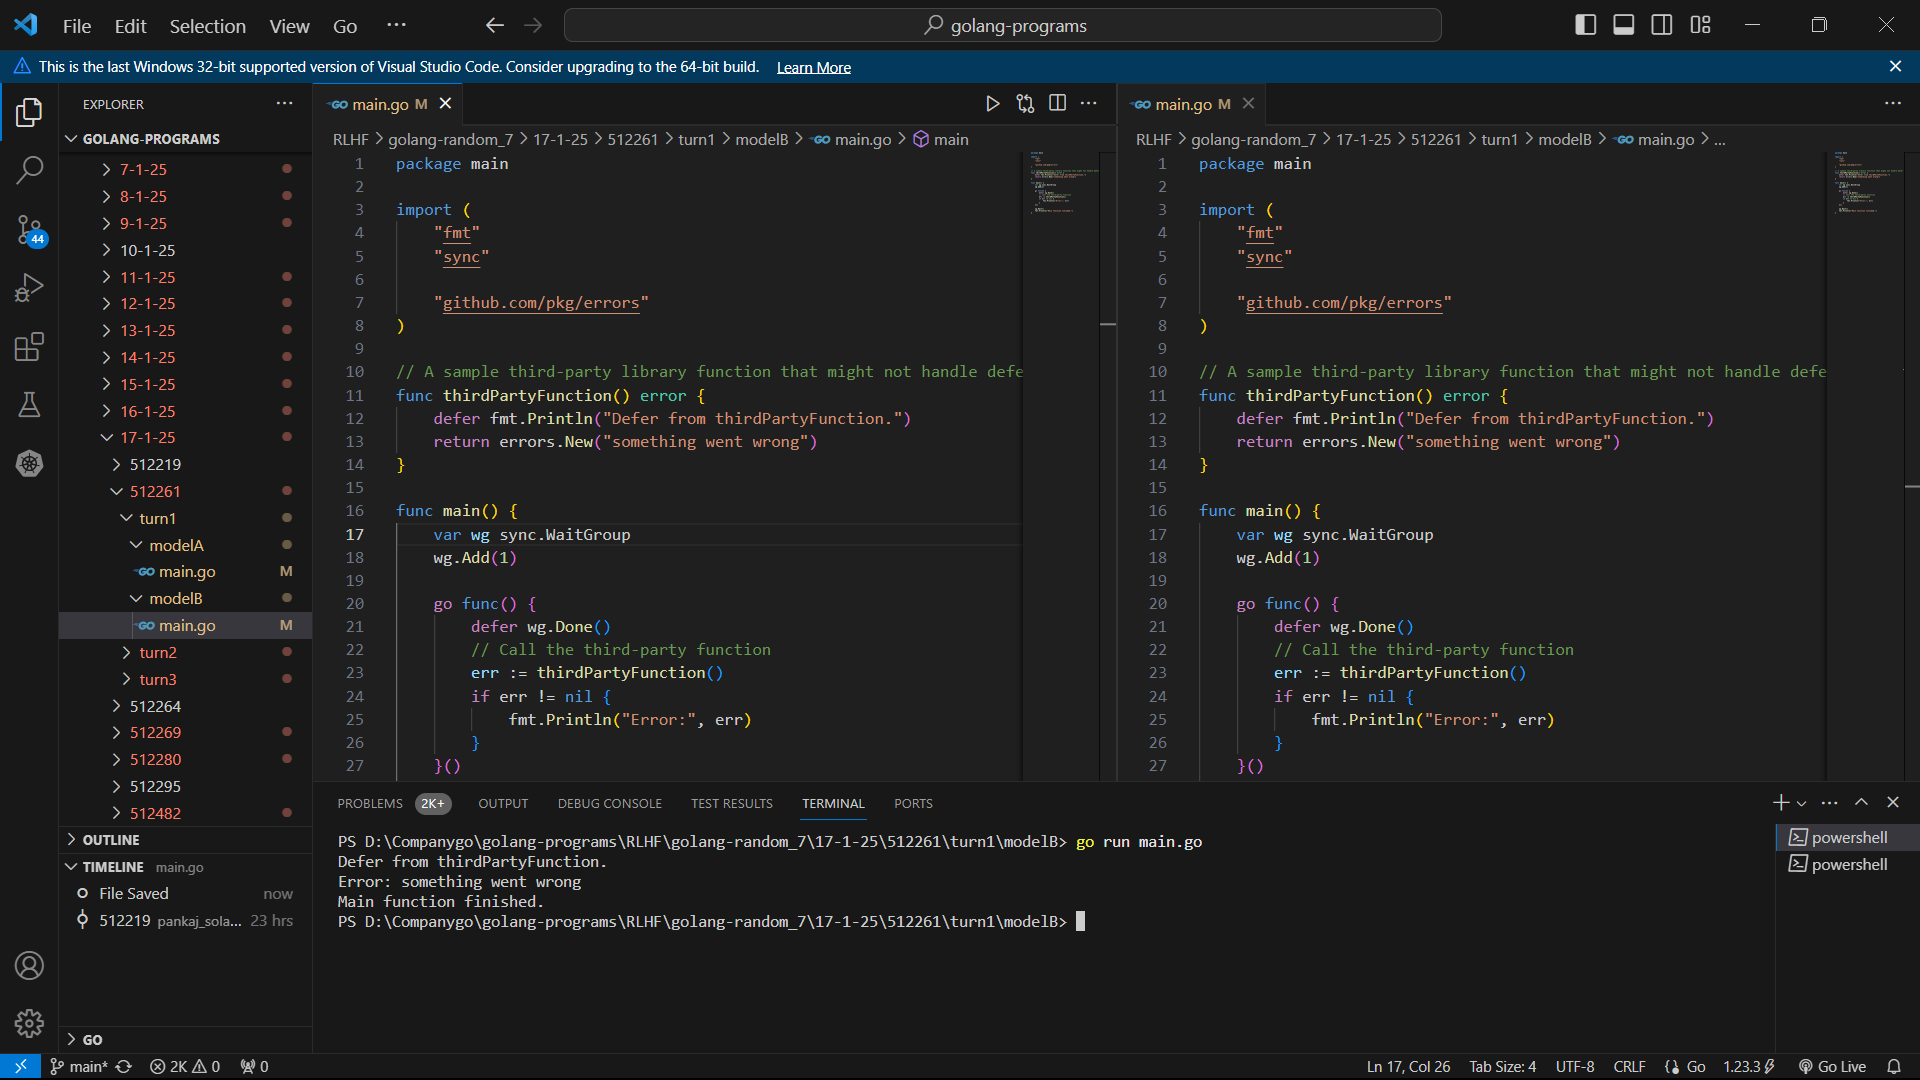 File Edit Selection View Go ··· golang-programs
This is the last Windows 32-bit supported version of Visual Studio Code. Consider upgrading to the 64-bit build. Learn More
EXPLORER
GOLANG-PROGRAMS
7-1-25
8-1-25
9-1-25
10-1-25
11-1-25
12-1-25
13-1-25
14-1-25
15-1-25
16-1-25
17-1-25
512219
512261
turn1
modelA
main.go M
modelB
main.go M
turn2
turn3
512264
512269
512280
512295
512482
OUTLINE
TIMELINE main.go
File Saved now
512219 pankaj_sola... 23 hrs
GO
44
main.go M
RLHF > golang-random_7 > 17-1-25 > 512261 > turn1 > modelB > main.go > main
1 package main
2
3 import (
4 "fmt"
5 "sync"
6
7 "github.com/pkg/errors"
8 )
9
10 // A sample third-party library function that might not handle defe
11 func thirdPartyFunction() error {
12 defer fmt.Println("Defer from thirdPartyFunction.")
13 return errors.New("something went wrong")
14 }
15
16 func main() {
17 var wg sync.WaitGroup
18 wg.Add(1)
19
20 go func() {
21 defer wg.Done()
22 // Call the third-party function
23 err := thirdPartyFunction()
24 if err != nil {
25 fmt.Println("Error:", err)
26 }
27 }()
main.go M
RLHF > golang-random_7 > 17-1-25 > 512261 > turn1 > modelB > main.go > ...
1 package main
2
3 import (
4 "fmt"
5 "sync"
6
7 "github.com/pkg/errors"
8 )
9
10 // A sample third-party library function that might not handle defe
11 func thirdPartyFunction() error {
12 defer fmt.Println("Defer from thirdPartyFunction.")
13 return errors.New("something went wrong")
14 }
15
16 func main() {
17 var wg sync.WaitGroup
18 wg.Add(1)
19
20 go func() {
21 defer wg.Done()
22 // Call the third-party function
23 err := thirdPartyFunction()
24 if err != nil {
25 fmt.Println("Error:", err)
26 }
27 }()
PROBLEMS 2K+ OUTPUT DEBUG CONSOLE TEST RESULTS TERMINAL PORTS
PS D:\Companygo\golang-programs\RLHF\golang-random_7\17-1-25\512261\turn1\modelB> go run main.go
Defer from thirdPartyFunction.
Error: something went wrong
Main function finished.
PS D:\Companygo\golang-programs\RLHF\golang-random_7\17-1-25\512261\turn1\modelB>
powershell
powershell
main* 2K 0 0 Ln 17, Col 26 Tab Size: 4 UTF-8 CRLF Go 1.23.3 Go Live